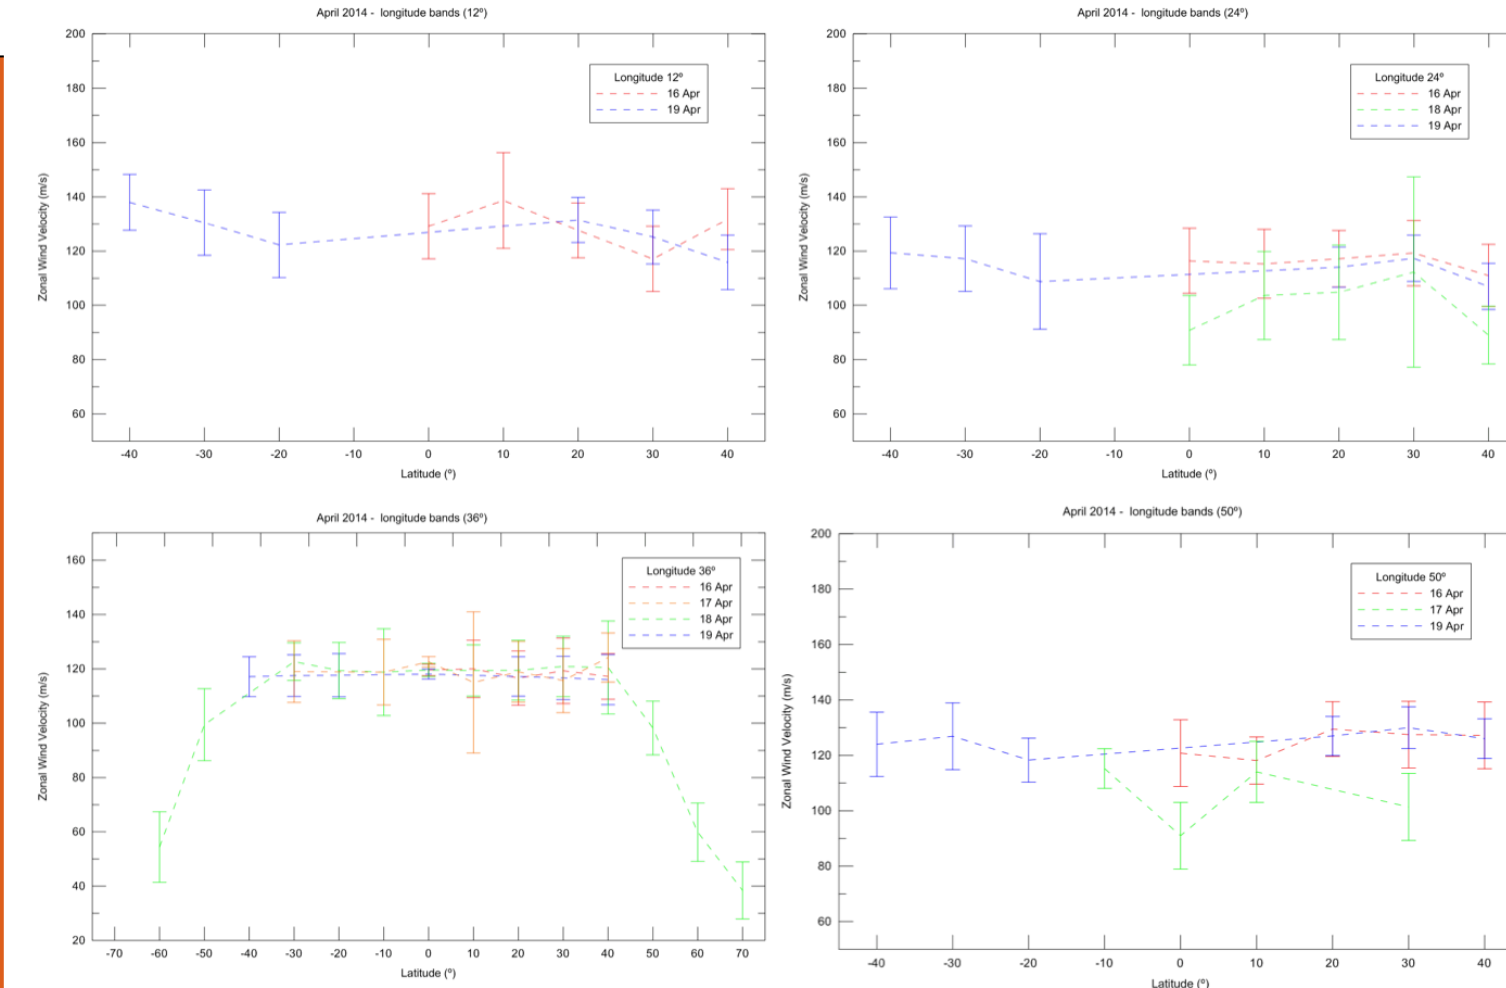 April 2014 -  longitude bands (12º)
200
180
160
140
120
100
80
60
Zonal Wind Velocity (m/s)
Longitude 12º
16 Apr
19 Apr
-40 -30 -20 -10 0 10 20 30 40
Latitude (º)
April 2014 -  longitude bands (24º)
200
180
160
140
120
100
80
60
Zonal Wind Velocity (m/s)
Longitude 24º
16 Apr
18 Apr
19 Apr
-40 -30 -20 -10 0 10 20 30 40
Latitude (º)
April 2014 -  longitude bands (36º)
160
140
120
100
80
60
40
20
Zonal Wind Velocity (m/s)
Longitude 36º
16 Apr
17 Apr
18 Apr
19 Apr
-70 -60 -50 -40 -30 -20 -10 0 10 20 30 40 50 60 70
Latitude (º)
April 2014 -  longitude bands (50º)
200
180
160
140
120
100
80
60
Zonal Wind Velocity (m/s)
Longitude 50º
16 Apr
17 Apr
19 Apr
-40 -30 -20 -10 0 10 20 30 40
Latitude (º)